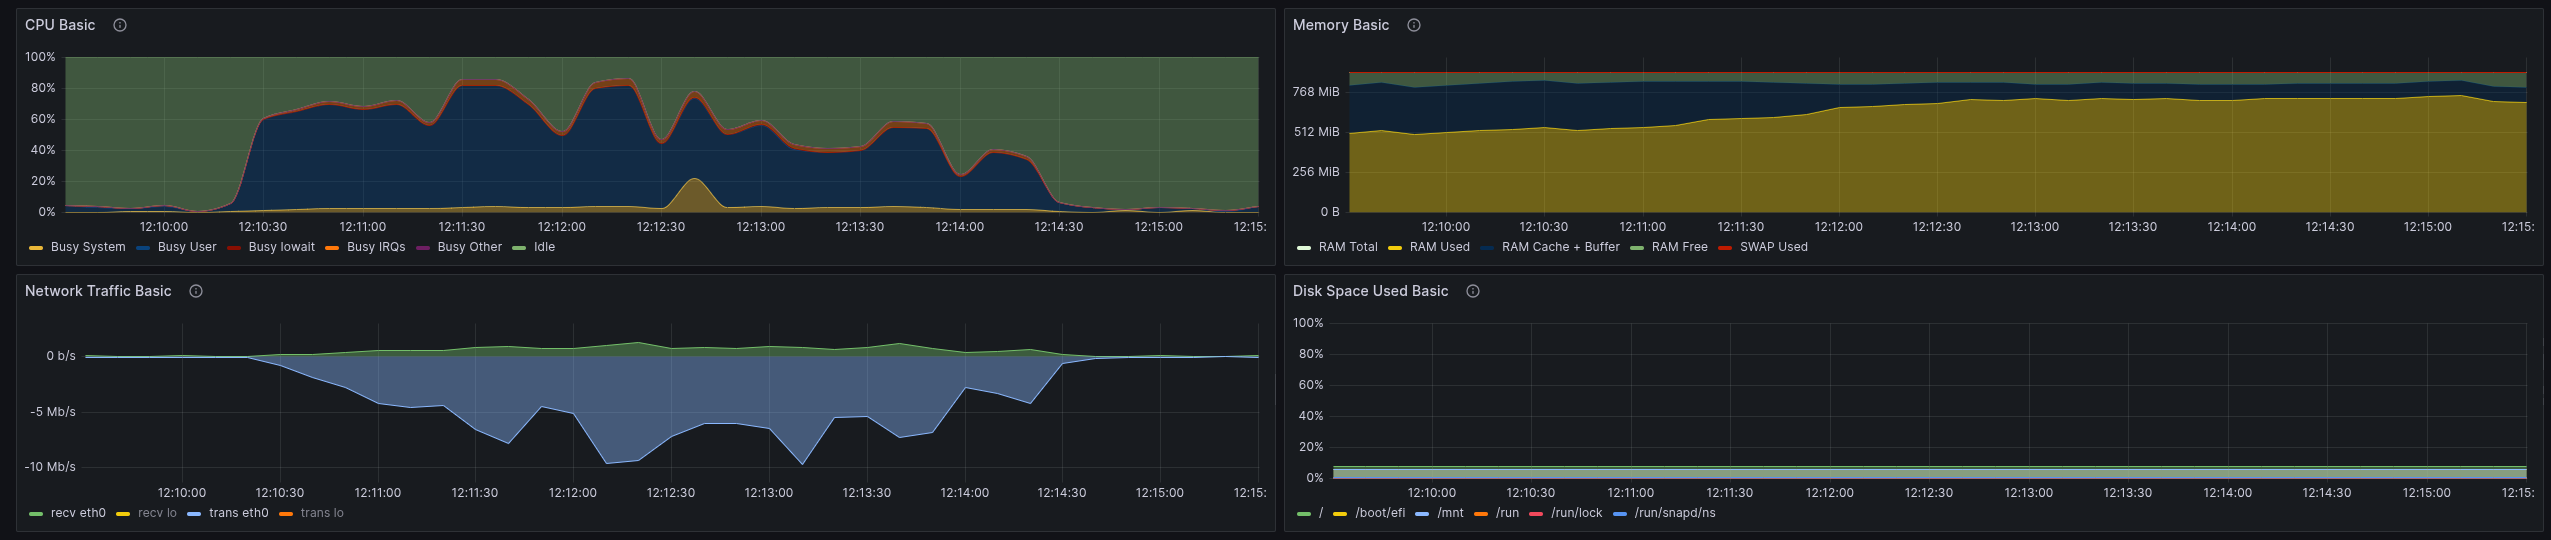 CPU Basic
100%
80%
60%
40%
20%
0%
12:10:00 12:10:30 12:11:00 12:11:30 12:12:00 12:12:30 12:13:00 12:13:30 12:14:00 12:14:30 12:15:00 12:15:
Busy System Busy User Busy Iowait Busy IRQs Busy Other Idle
Memory Basic
768 MiB
512 MiB
256 MiB
0 B
12:10:00 12:10:30 12:11:00 12:11:30 12:12:00 12:12:30 12:13:00 12:13:30 12:14:00 12:14:30 12:15:00 12:15:
RAM Total RAM Used RAM Cache + Buffer RAM Free SWAP Used
Network Traffic Basic
0 b/s
-5 Mb/s
-10 Mb/s
12:10:00 12:10:30 12:11:00 12:11:30 12:12:00 12:12:30 12:13:00 12:13:30 12:14:00 12:14:30 12:15:00 12:15:
recv eth0 recv lo trans eth0 trans lo
Disk Space Used Basic
100%
80%
60%
40%
20%
0%
12:10:00 12:10:30 12:11:00 12:11:30 12:12:00 12:12:30 12:13:00 12:13:30 12:14:00 12:14:30 12:15:00 12:15:
/ /boot/efi /mnt /run /run/lock /run/snapd/ns